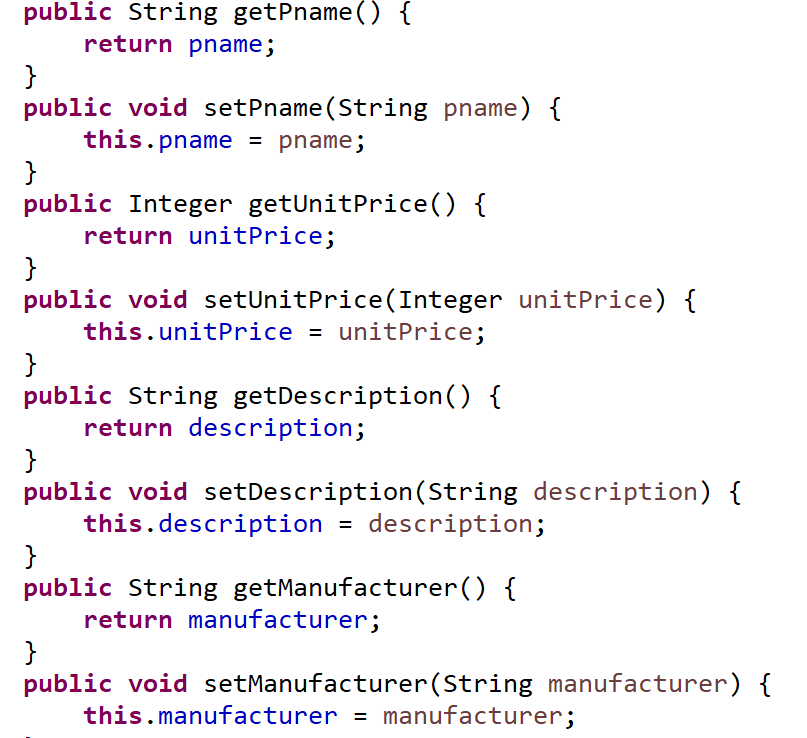 public String getPname() {
    return pname;
}
public void setPname(String pname) {
    this.pname = pname;
}
public Integer getUnitPrice() {
    return unitPrice;
}
public void setUnitPrice(Integer unitPrice) {
    this.unitPrice = unitPrice;
}
public String getDescription() {
    return description;
}
public void setDescription(String description) {
    this.description = description;
}
public String getManufacturer() {
    return manufacturer;
}
public void setManufacturer(String manufacturer) {
    this.manufacturer = manufacturer;